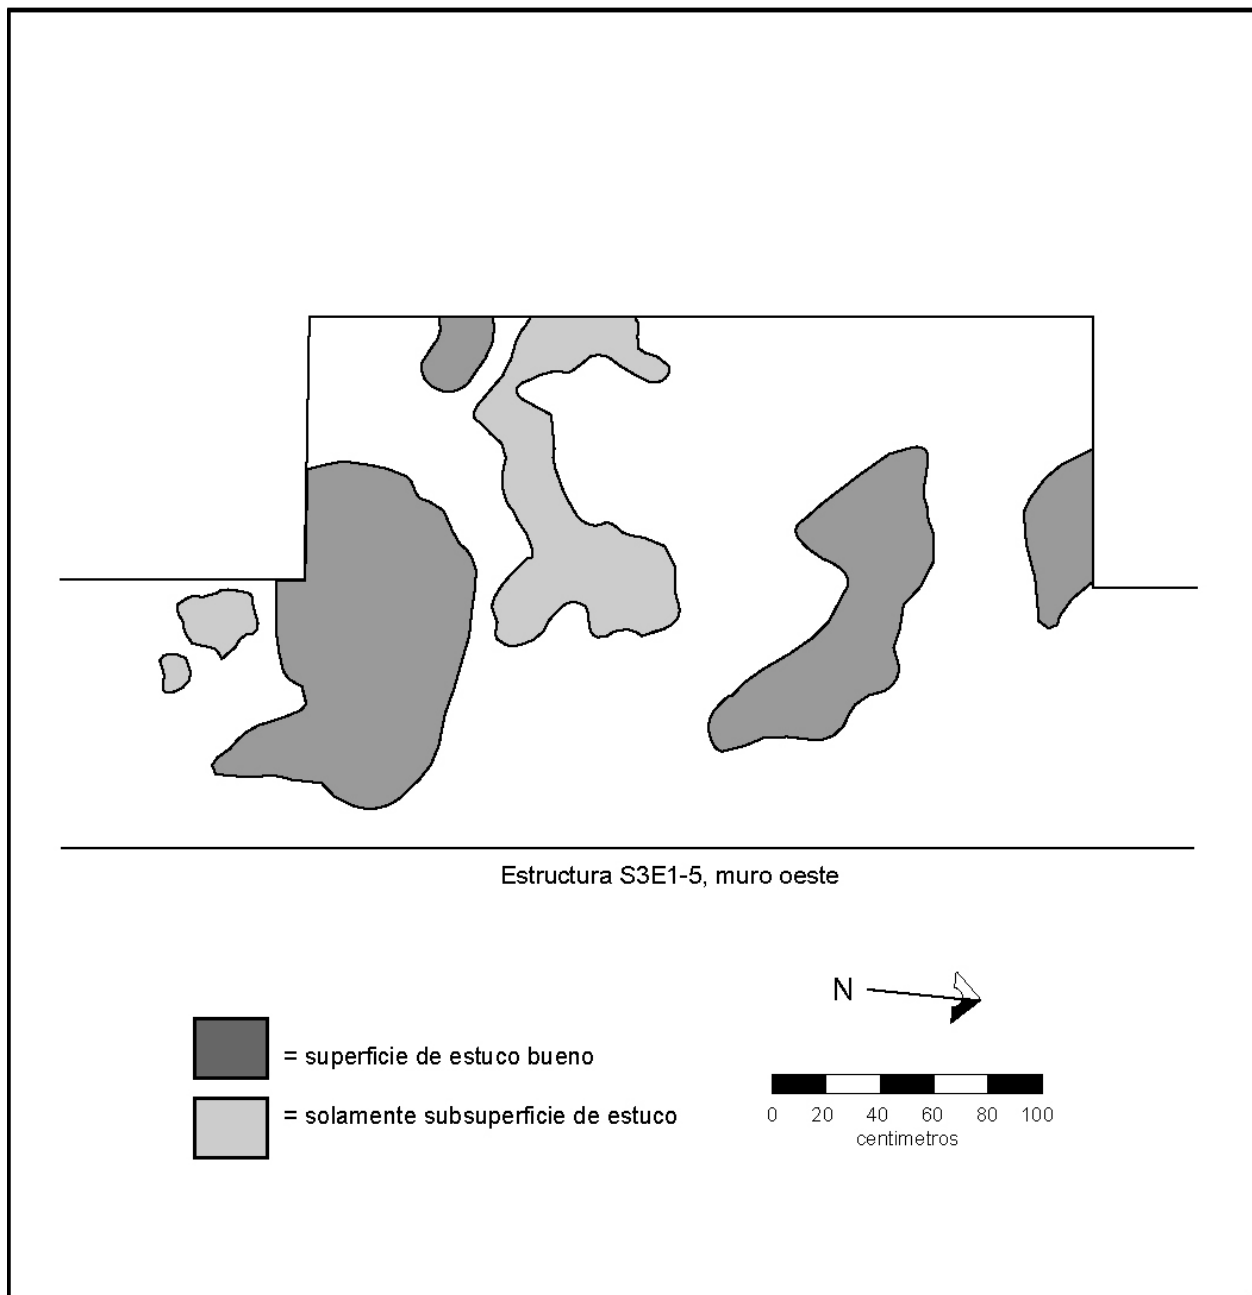 Estructura S3E1-5, muro oeste
N
= superficie de estuco bueno
= solamente subsuperficie de estuco
0 20 40 60 80 100
centimetros